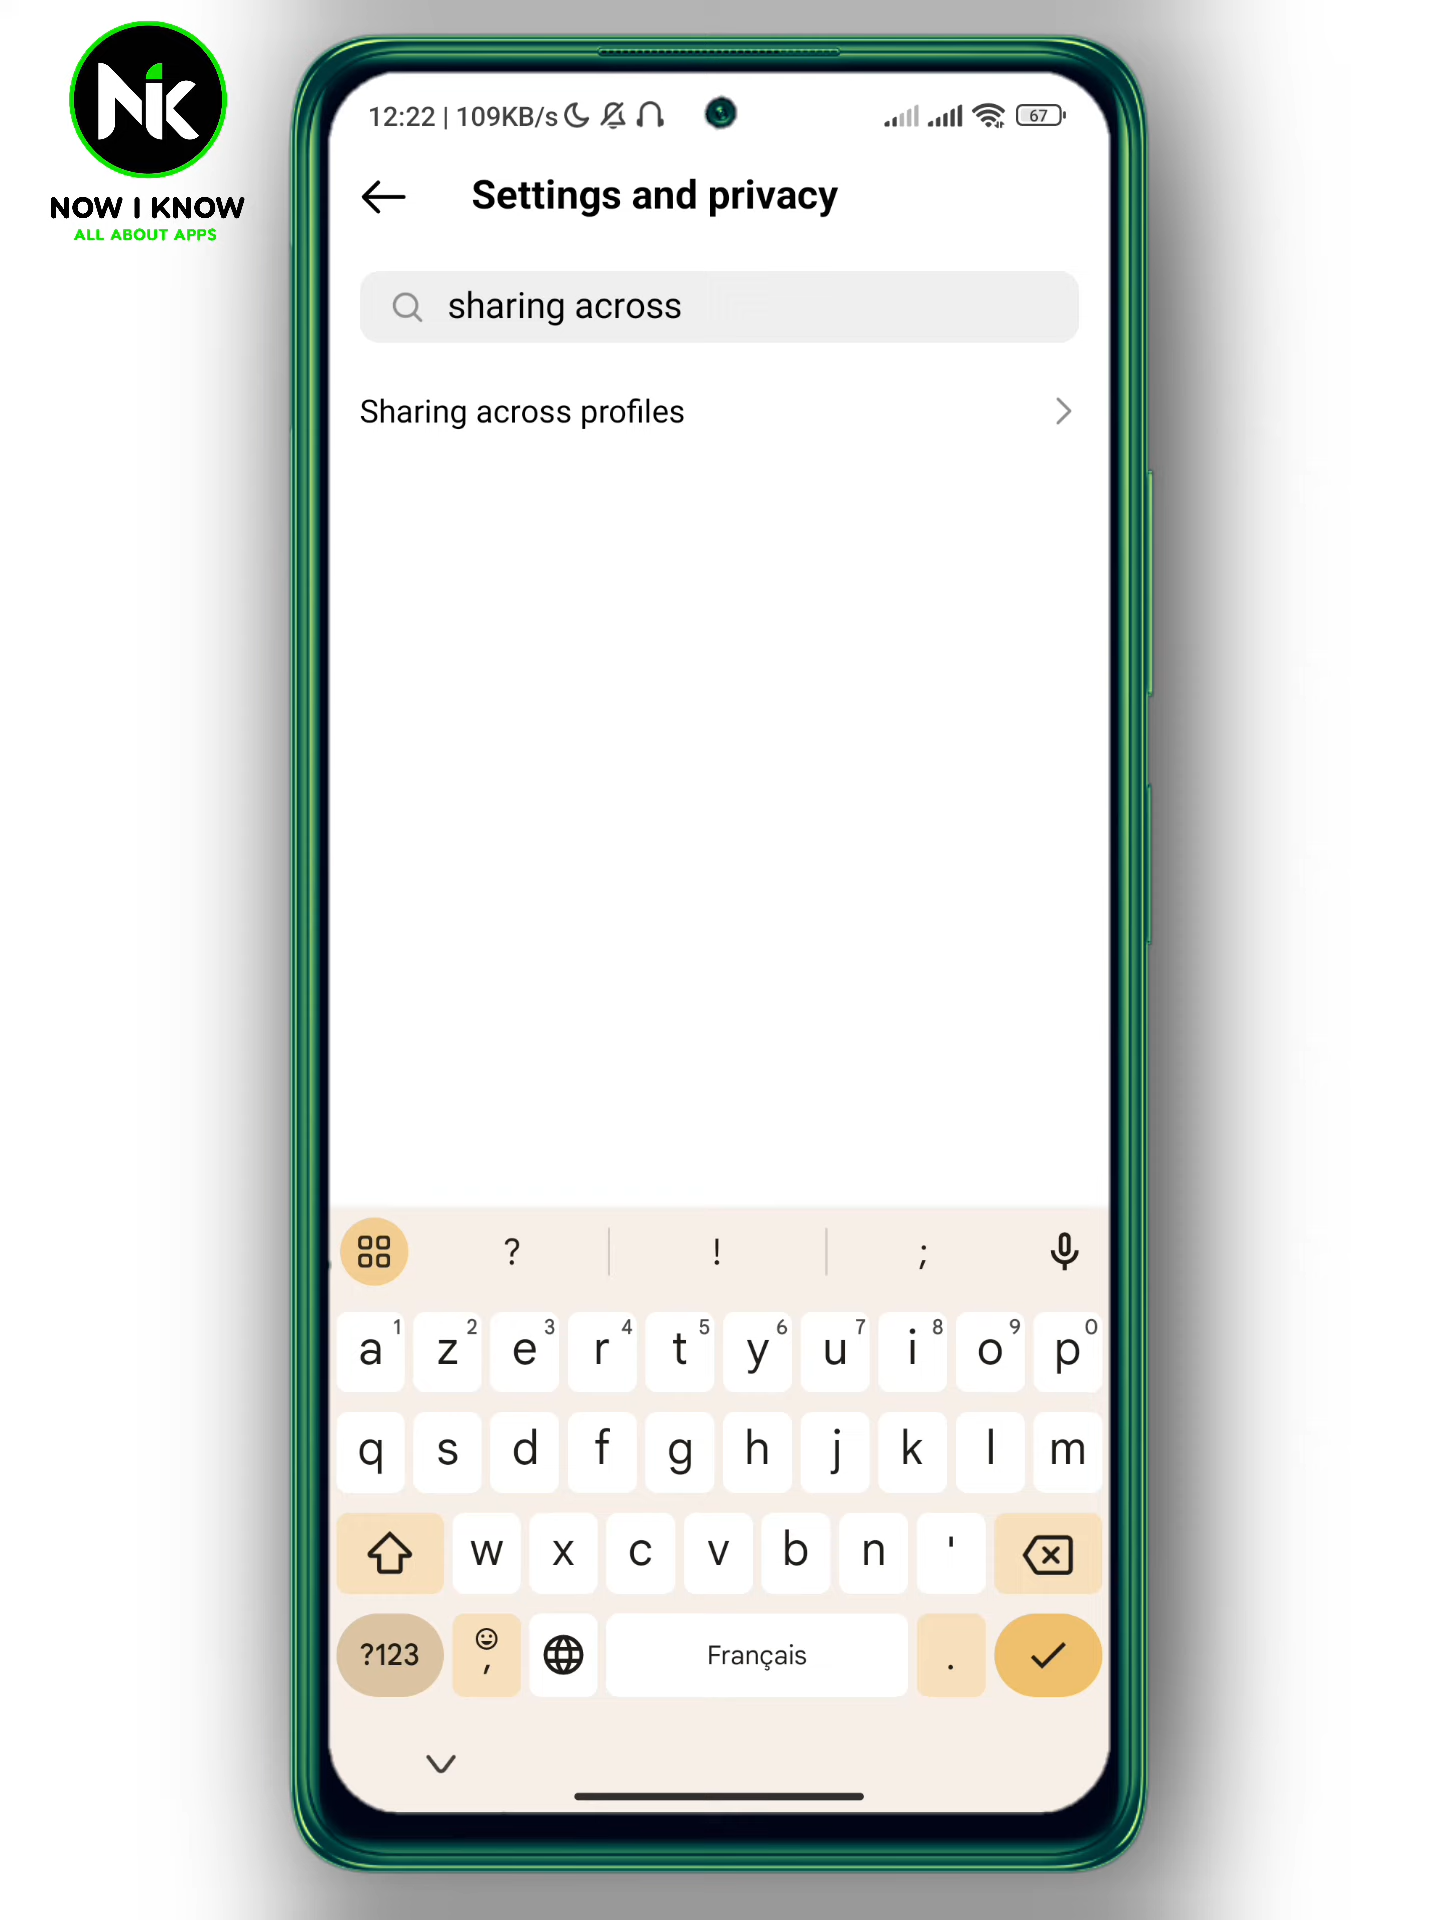 NIK
NOW I KNOW
ALL ABOUT APPS
12:22 | 109KB/s
67
Settings and privacy
sharing across
Sharing across profiles
? ! ;
a 1 z 2 e 3 r 4 t 5 y 6 u 7 i 8 o 9 p 0
q s d f g h j k l m
w x c v b n '
?123 , Français .